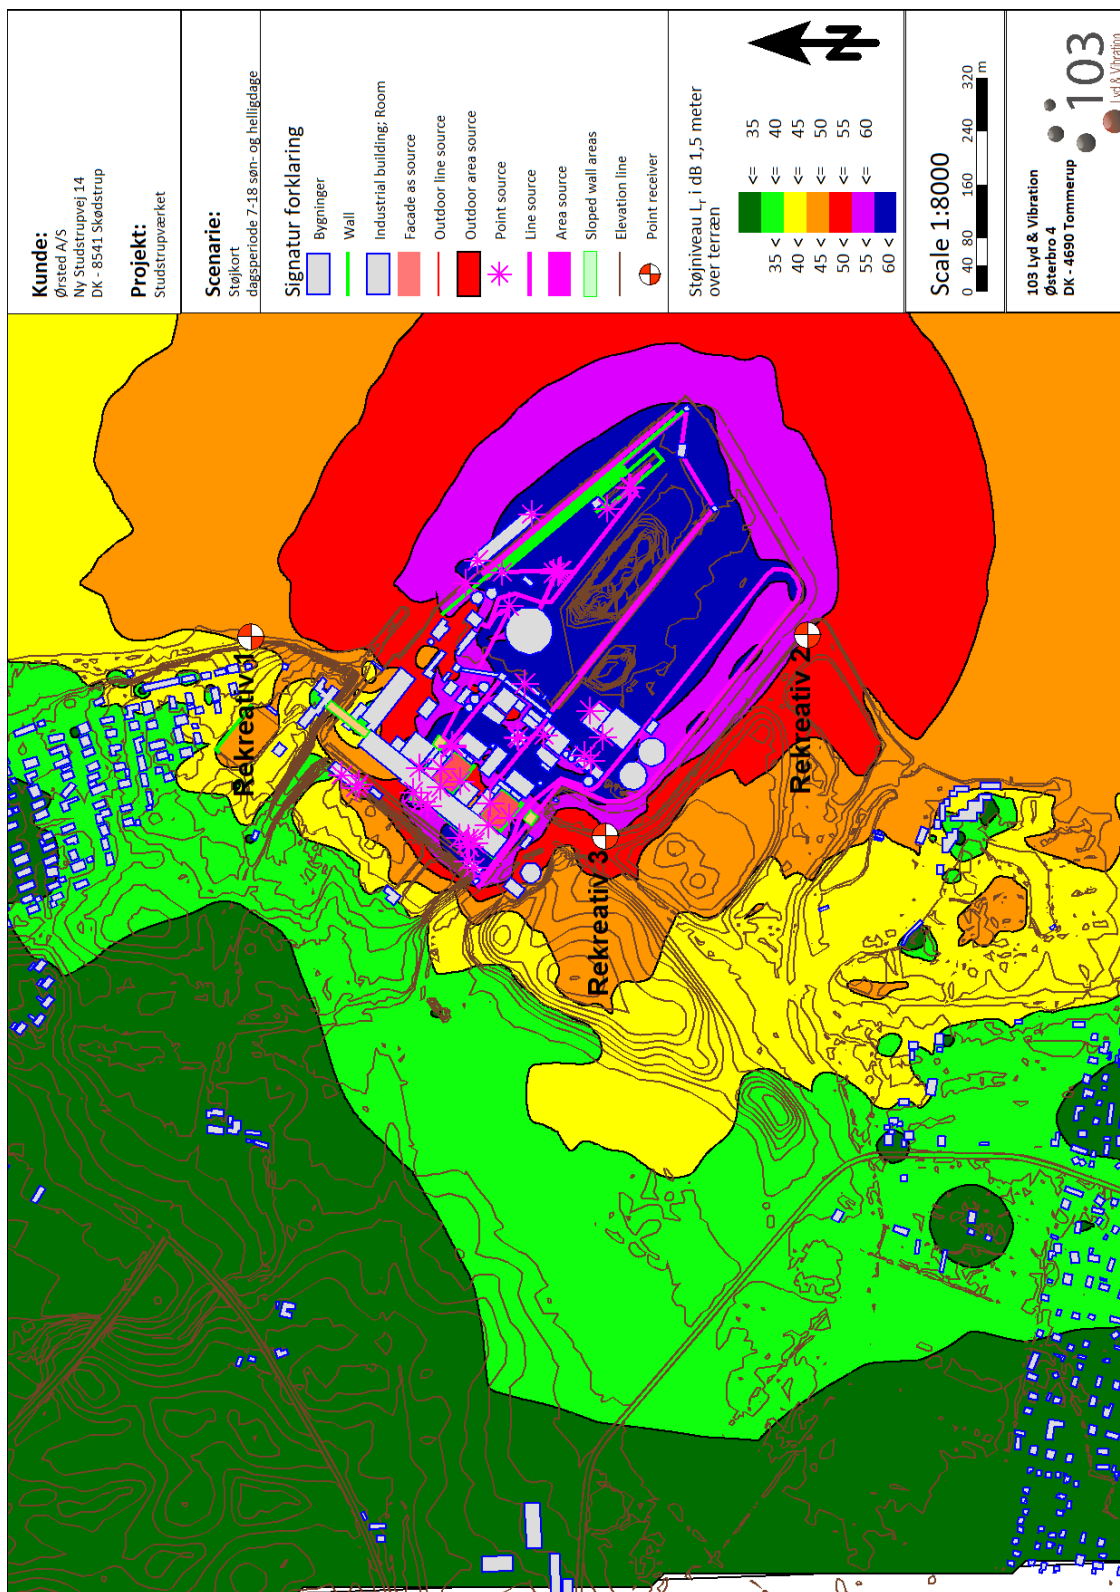 Kunde:
Ørsted A/S
Ny Studstrupvej 14
DK - 8541 Skødstrup
Projekt:
Studstrupværket
Scenarie:
Støjkort
dagsperiode 7-18 søn- og helligdage
Signatur forklaring
Bygninger
Wall
Industrial building; Room
Facade as source
Outdoor line source
Outdoor area source
Point source
Line source
Area source
Sloped wall areas
Elevation line
Point receiver
Støjniveau Lr i dB 1,5 meter
over terræn
<= 35
35 < <= 40
40 < <= 45
45 < <= 50
50 < <= 55
55 < <= 60
60 <
N
Scale 1:8000
0 40 80 160 240 320
m
103 Lyd & Vibration
Østerbro 4
DK - 4690 Tommerup
103
Lyd & Vibration
Rekreativ 1
Rekreativ 2
Rekreativ 3